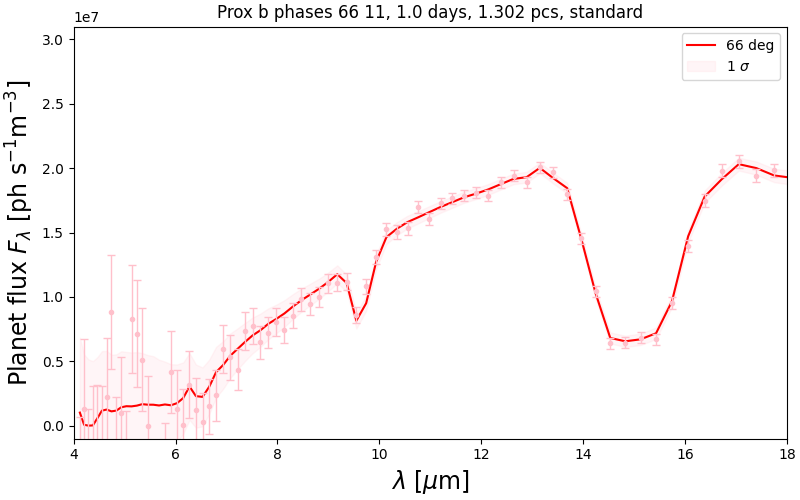 Prox b phases 66 11, 1.0 days, 1.302 pcs, standard
1e7
3.0
2.5
2.0
1.5
1.0
0.5
0.0
Planet flux F_λ [ph s⁻¹m⁻³]
66 deg
1 σ
4 6 8 10 12 14 16 18
λ [μm]